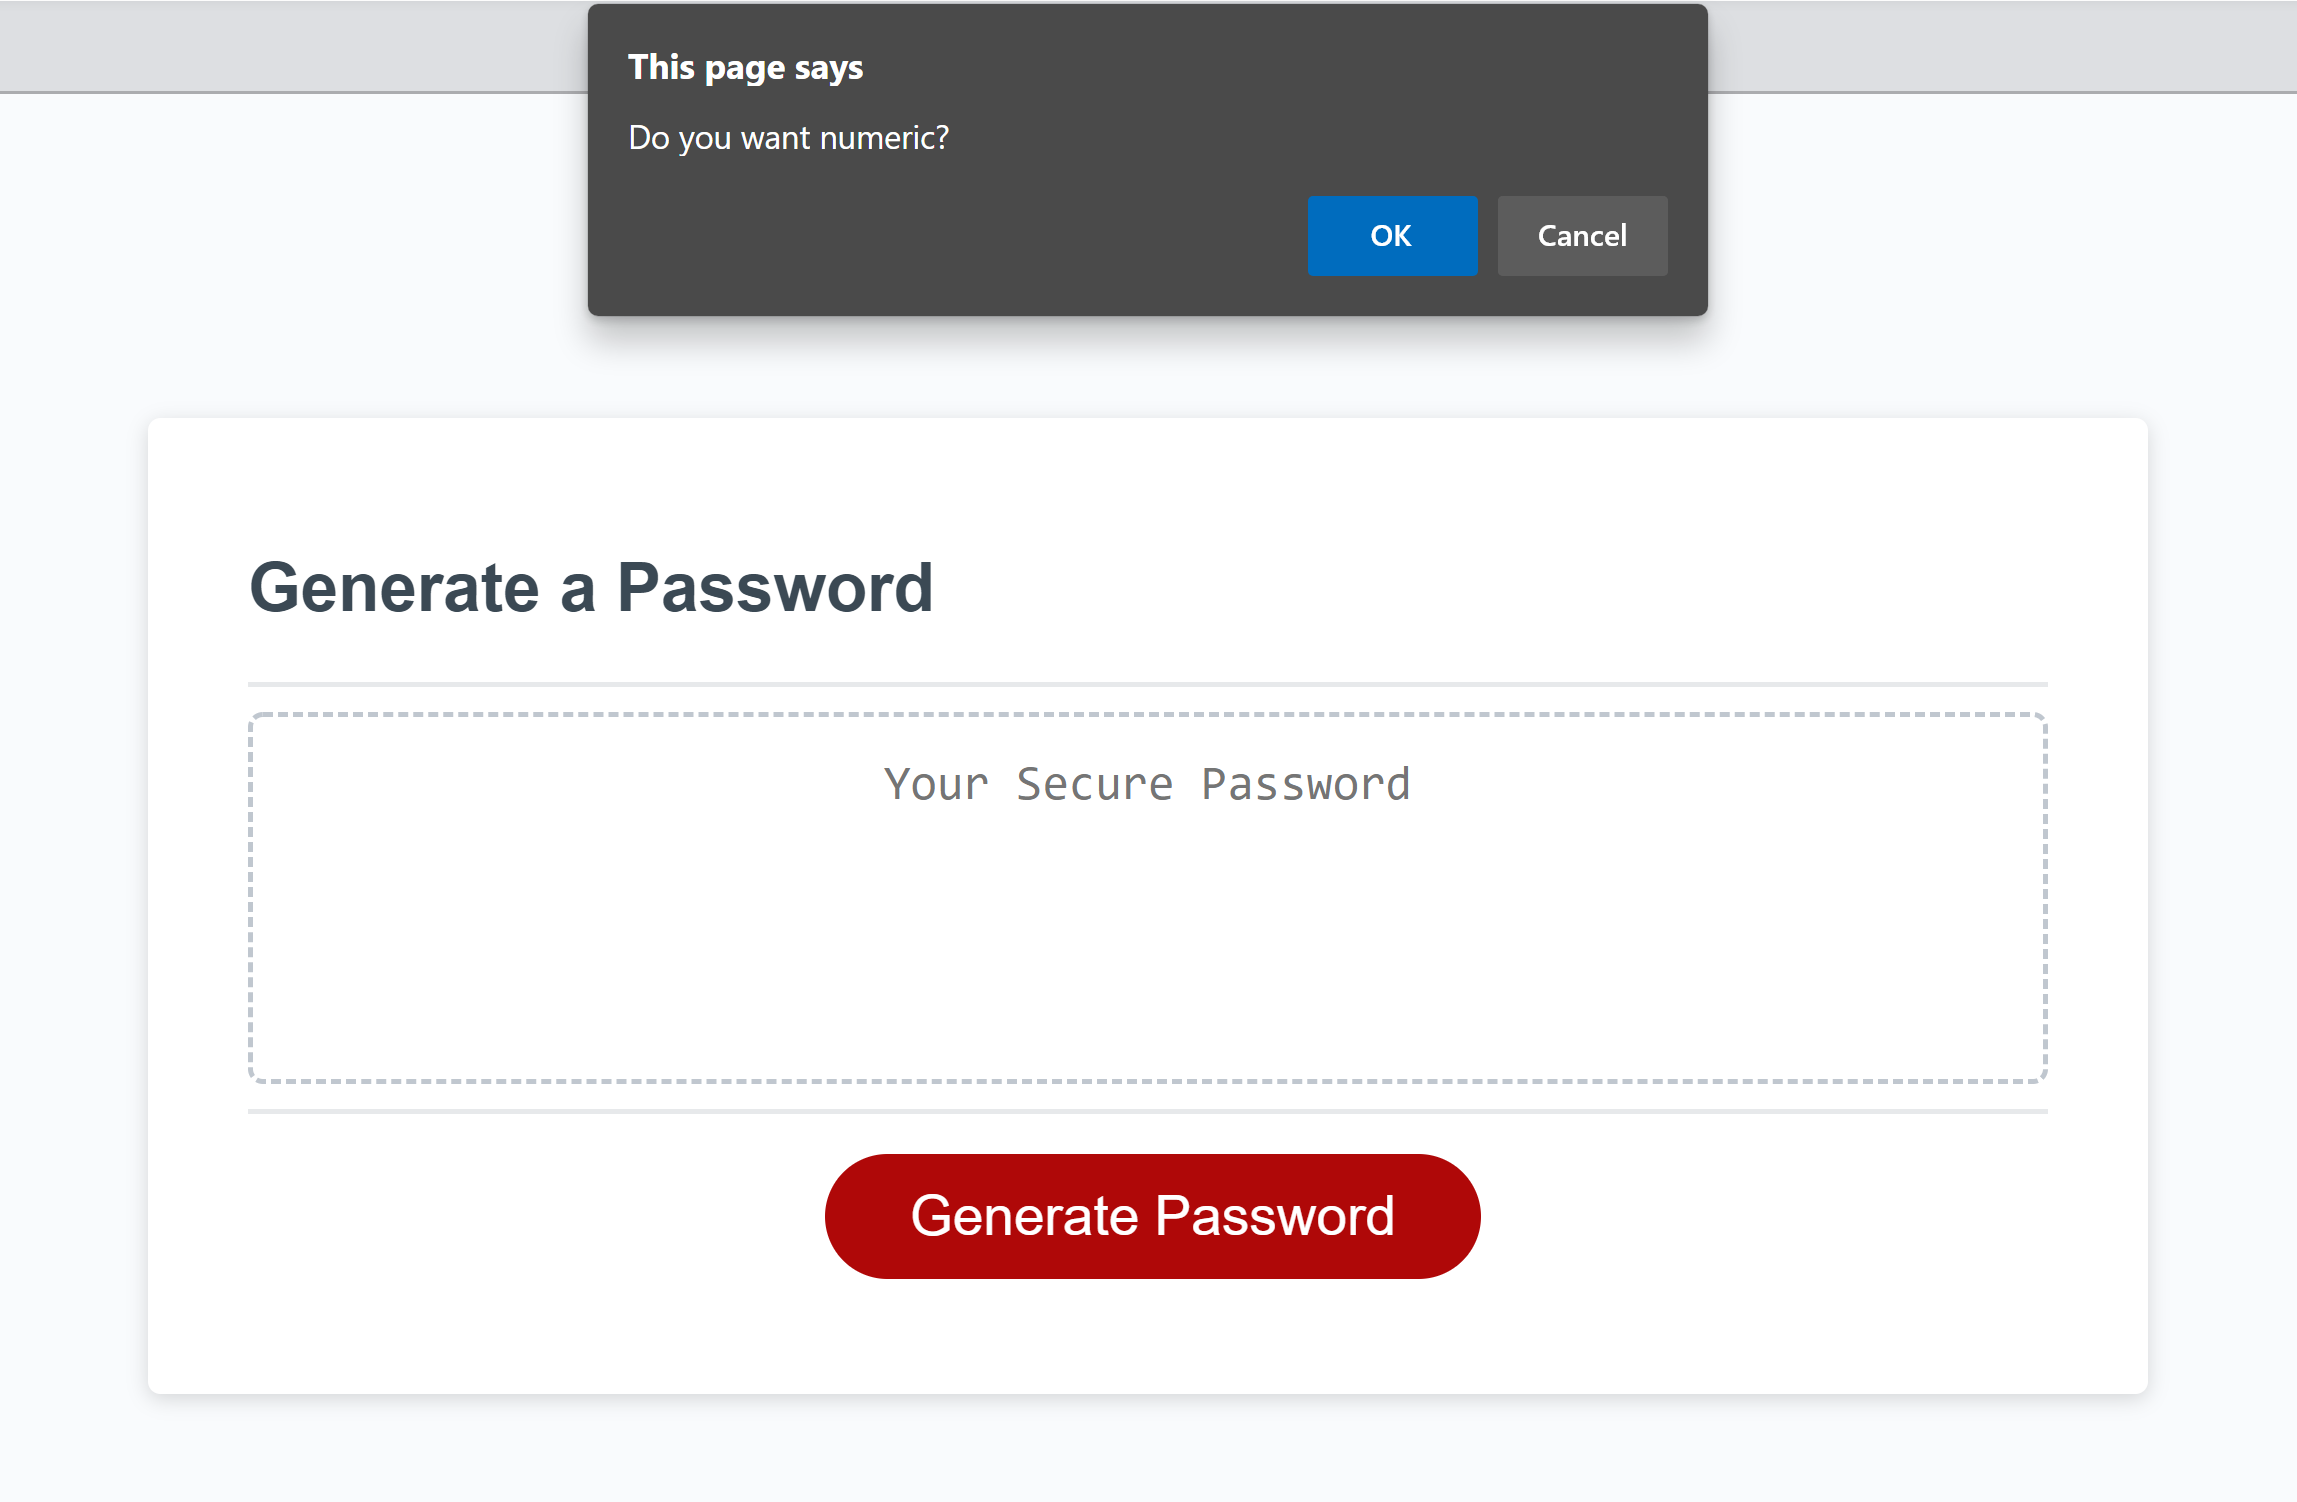 This page says
Do you want numeric?
OK Cancel
Generate a Password
Your Secure Password
Generate Password